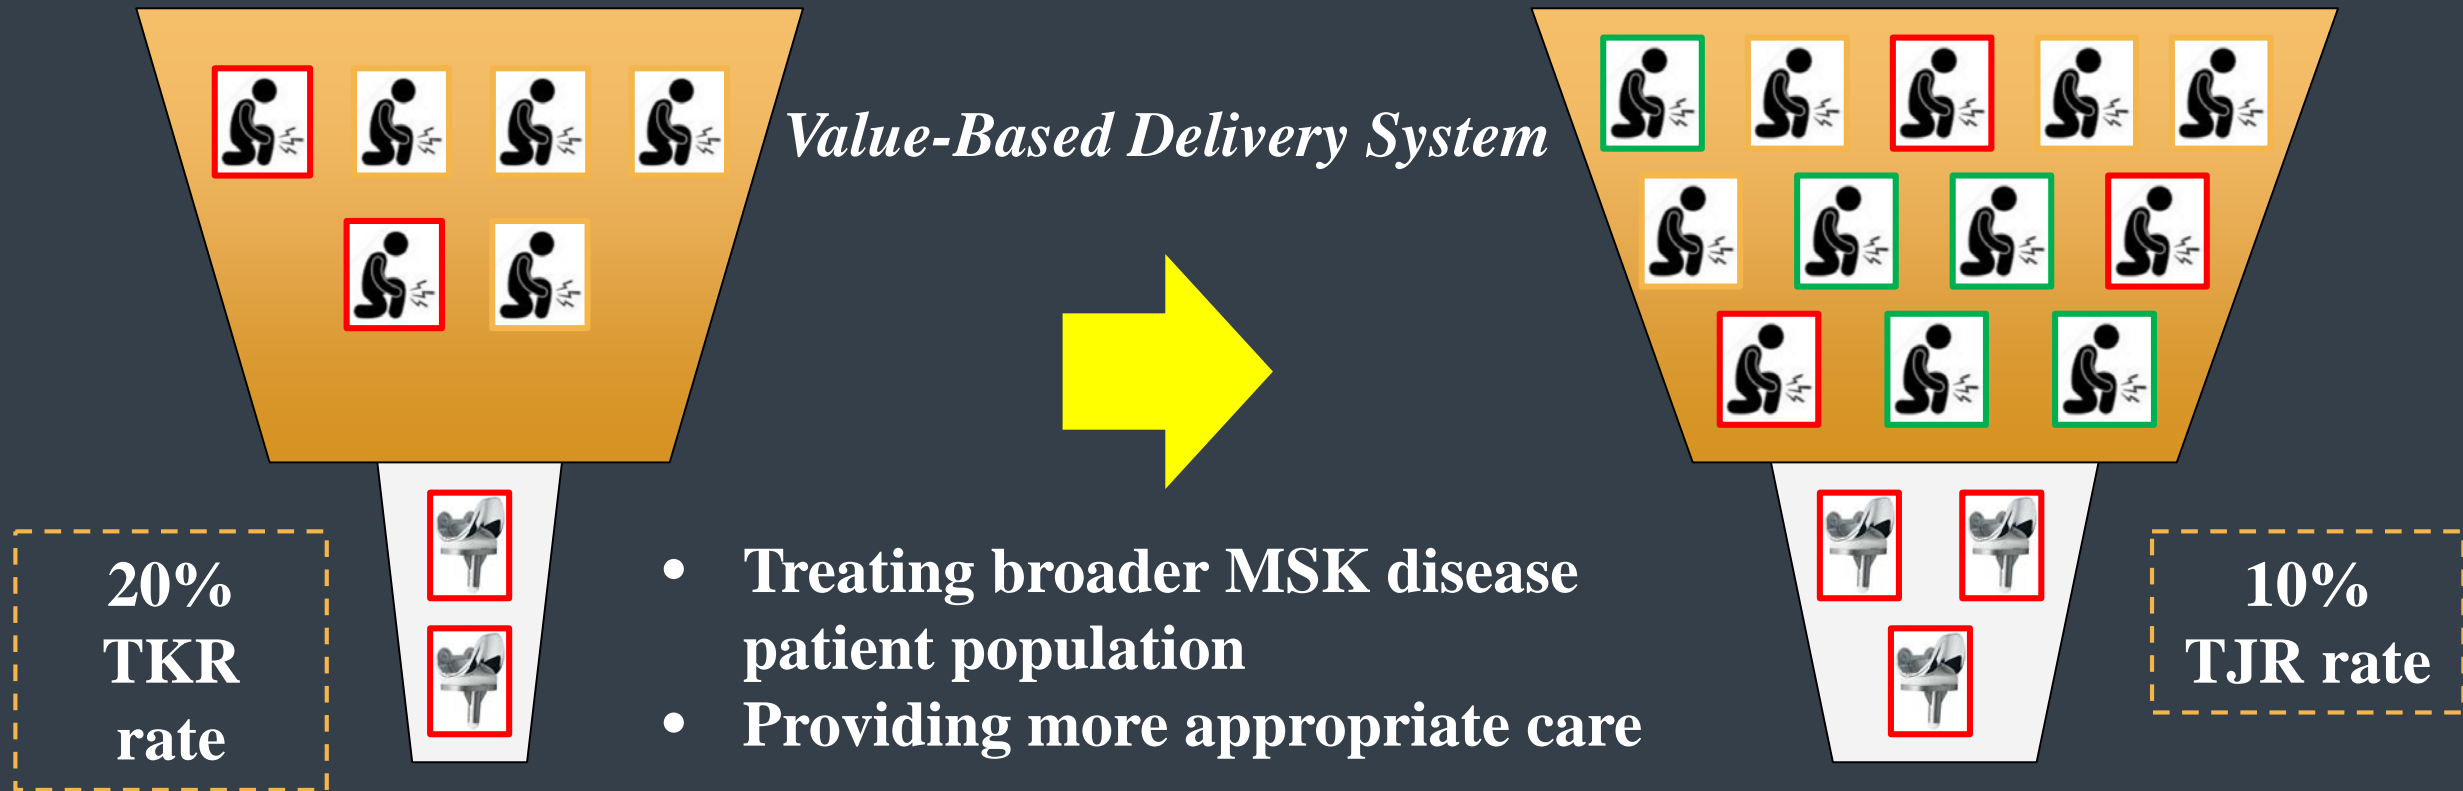 Value-Based Delivery System
20%
TKR
rate
• Treating broader MSK disease
patient population
• Providing more appropriate care
10%
TJR rate